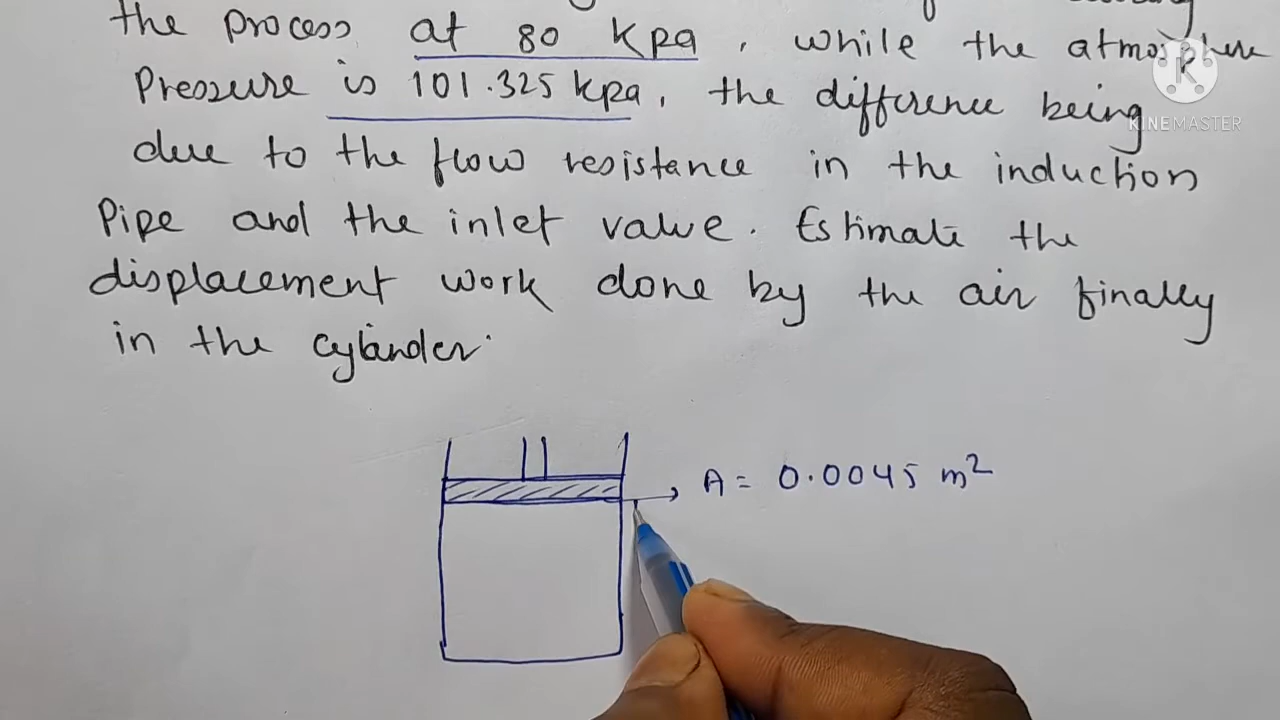 the process at 80 kpa, while the atmosphere
Pressure is 101.325 kpa, the difference being
due to the flow resistance in the induction
Pipe and the inlet valve. Estimate the
displacement work done by the air finally
in the cylinder.
A = 0.0045 m²
K
KINEMASTER